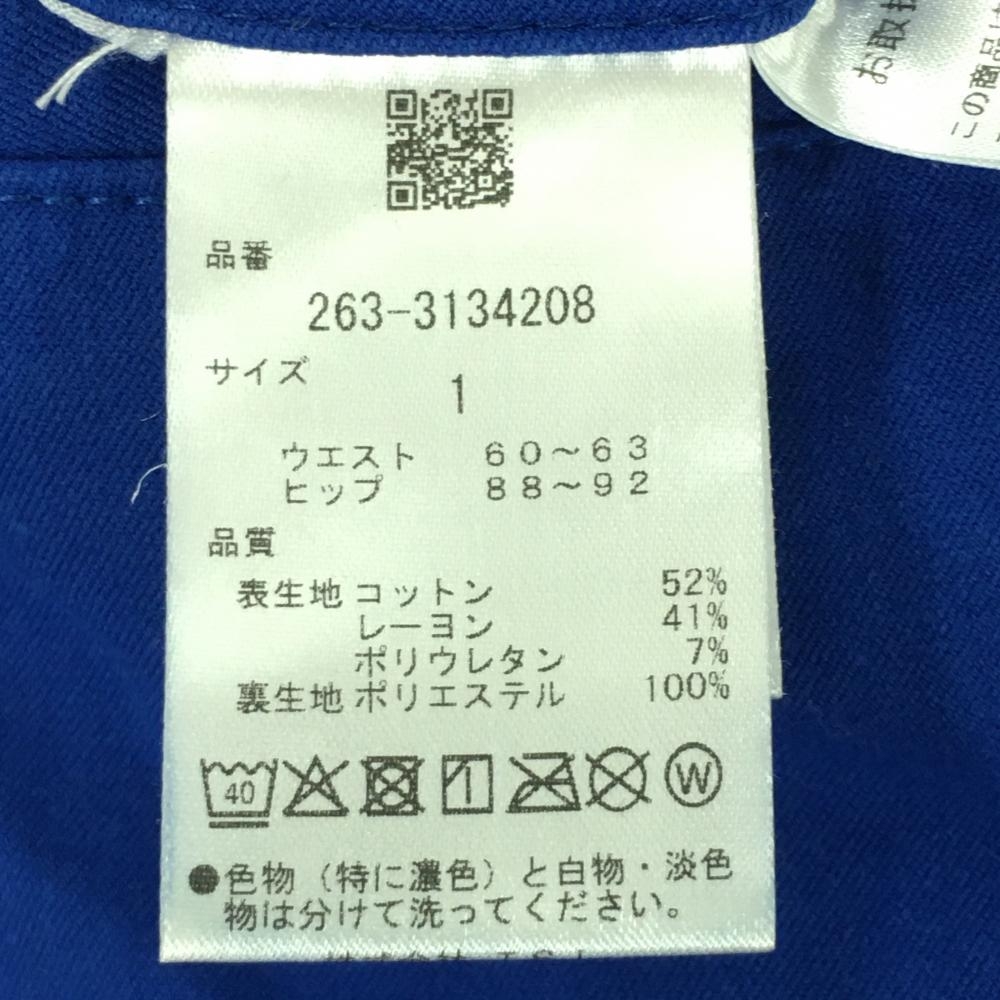 お取扱
この商品は
品番
263-3134208
サイズ
1
ウエスト 60～63
ヒップ 88～92
品質
表生地 コットン 52%
レーヨン 41%
ポリウレタン 7%
裏生地 ポリエステル 100%
40 1 W
●色物（特に濃色）と白物・淡色
物は分けて洗ってください。